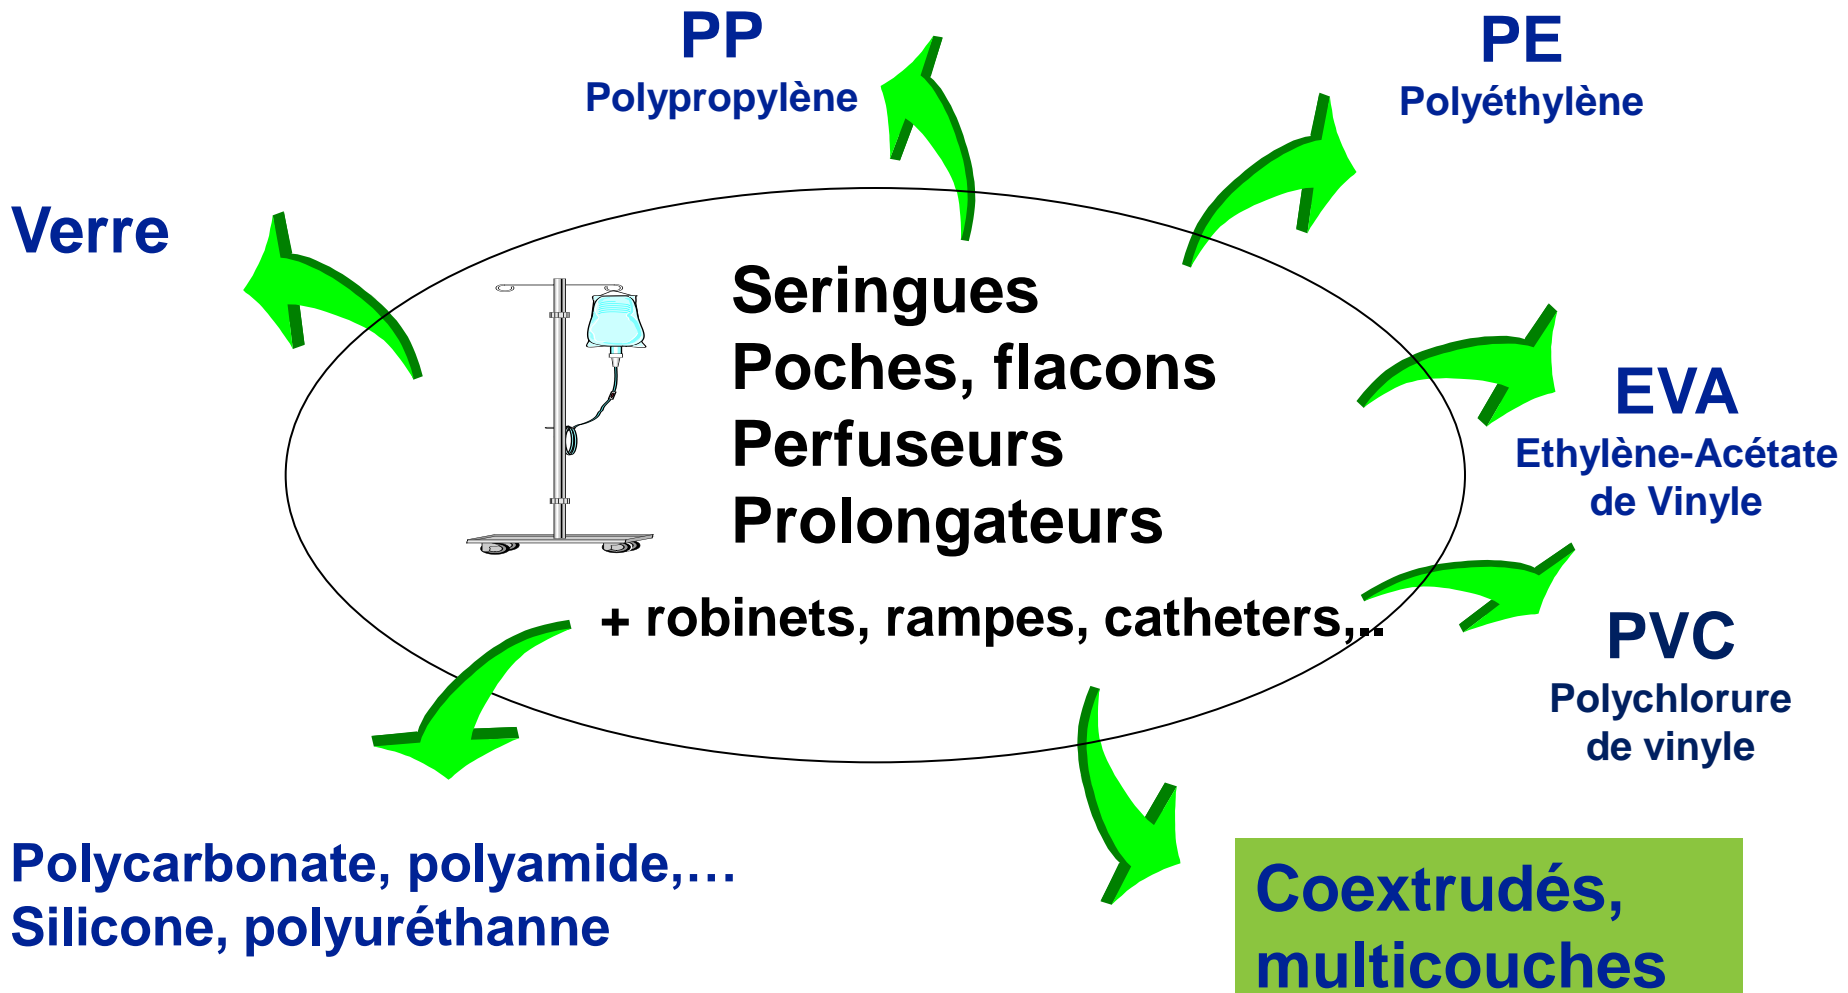 PP
Polypropylène
PE
Polyéthylène
Verre
Seringues
Poches, flacons
Perfuseurs
Prolongateurs
+ robinets, rampes, catheters,..
EVA
Ethylène-Acétate
de Vinyle
PVC
Polychlorure
de vinyle
Polycarbonate, polyamide,…
Silicone, polyuréthanne
Coextrudés,
multicouches